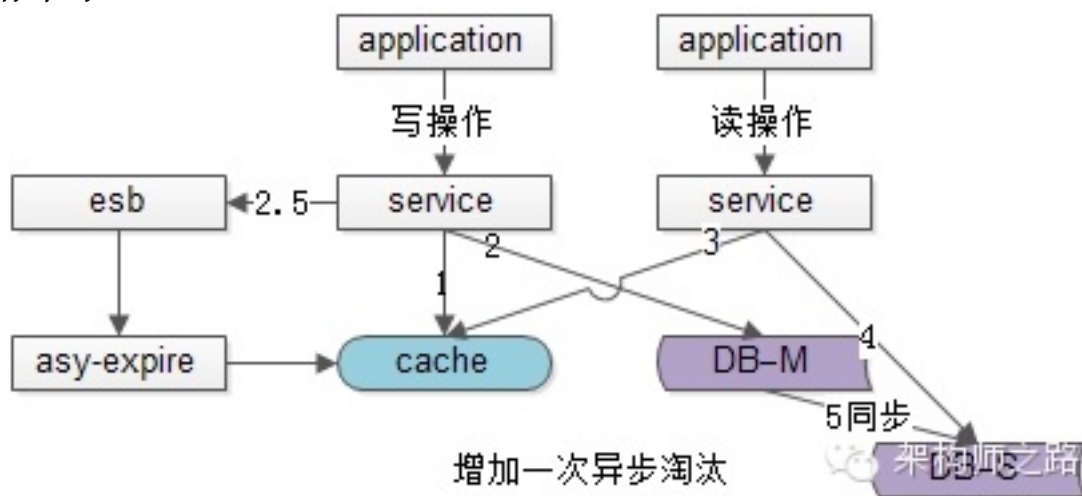 application
application
写操作
读操作
esb
2.5
service
service
2
3
1
asy-expire
cache
DB-M
4
5同步
增加一次异步淘汰
架构师之路
DB-S